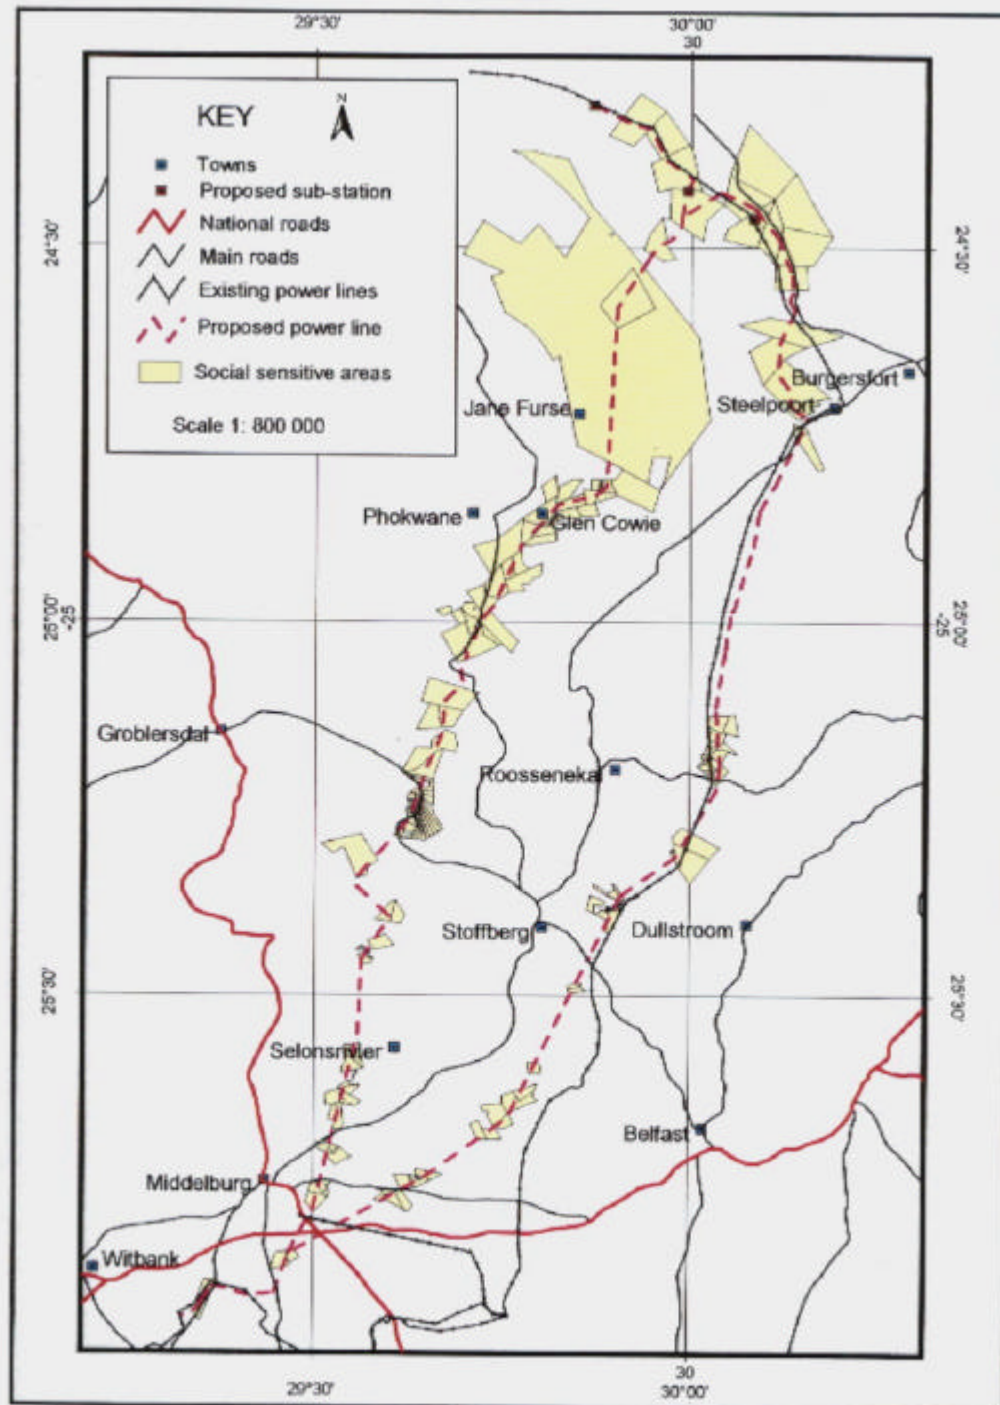 29°30'
30°00'
30
KEY
N
Towns
Proposed sub-station
National roads
Main roads
Existing power lines
Proposed power line
Social sensitive areas
Scale 1: 800 000
24°30'
24°30'
Burgersfort
Steelpoort
Jane Furse
Phokwane
Glen Cowie
25°00'
-25
25°00'
-25
Groblersdal
Roossenekal
Stoffberg
Dullstroom
25°30'
25°30'
Selonsrivier
Belfast
Middelburg
Witbank
29°30'
30
30°00'